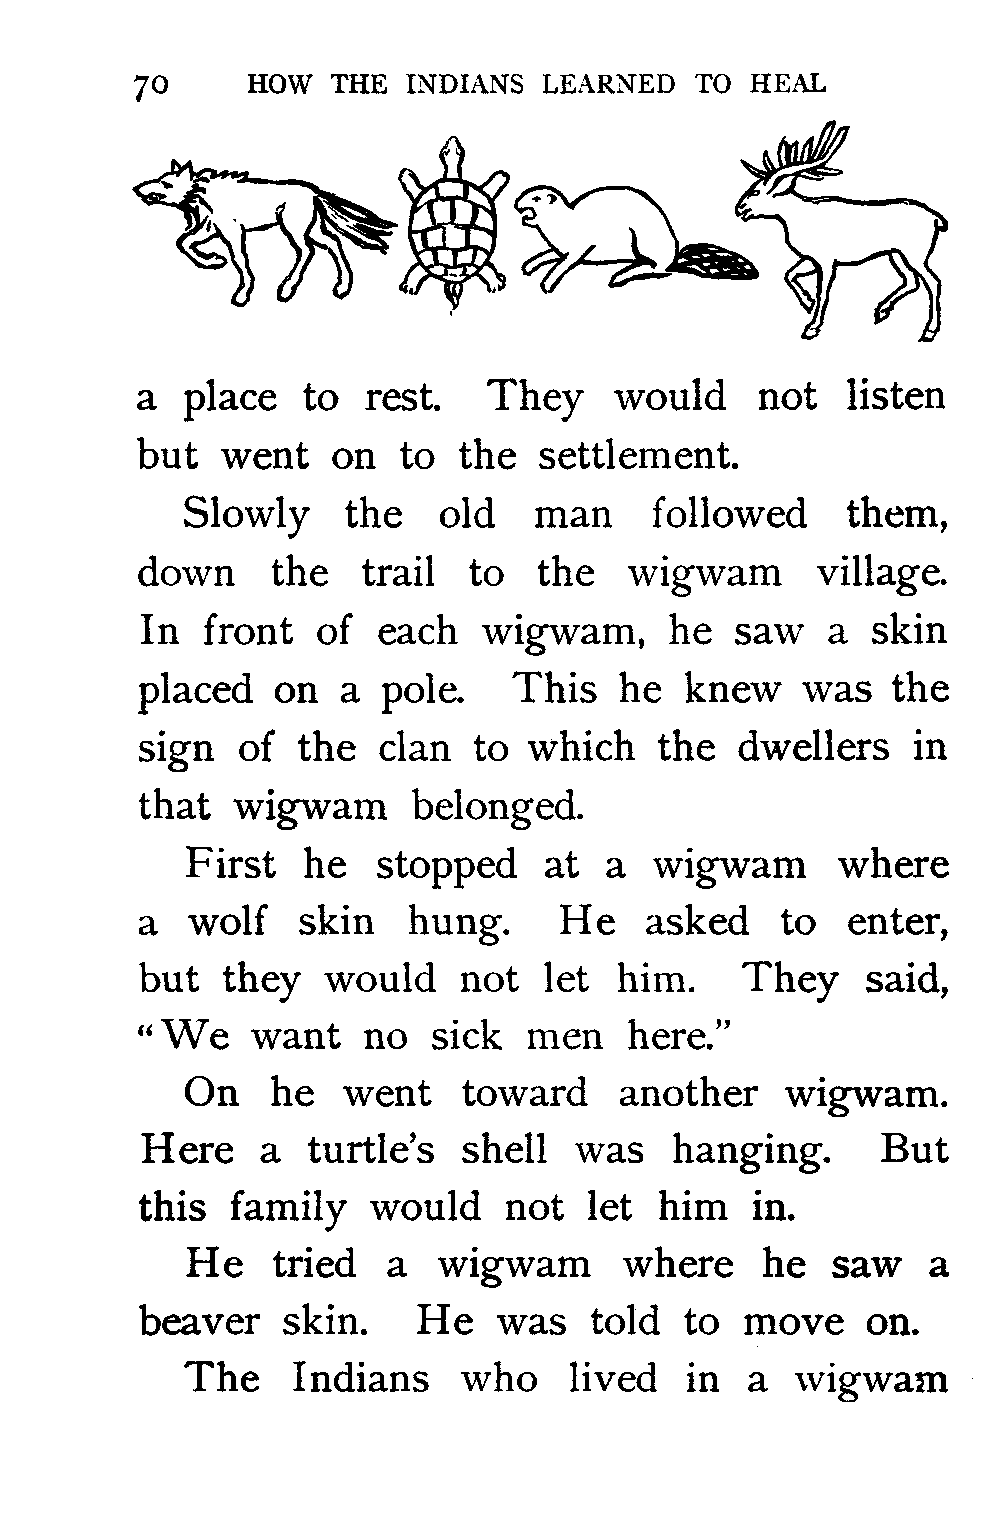 70 HOW THE INDIANS LEARNED TO HEAL
a place to rest. They would not listen
but went on to the settlement.
Slowly the old man followed them,
down the trail to the wigwam village.
In front of each wigwam, he saw a skin
placed on a pole. This he knew was the
sign of the clan to which the dwellers in
that wigwam belonged.
First he stopped at a wigwam where
a wolf skin hung. He asked to enter,
but they would not let him. They said,
“We want no sick men here.”
On he went toward another wigwam.
Here a turtle’s shell was hanging. But
this family would not let him in.
He tried a wigwam where he saw a
beaver skin. He was told to move on.
The Indians who lived in a wigwam